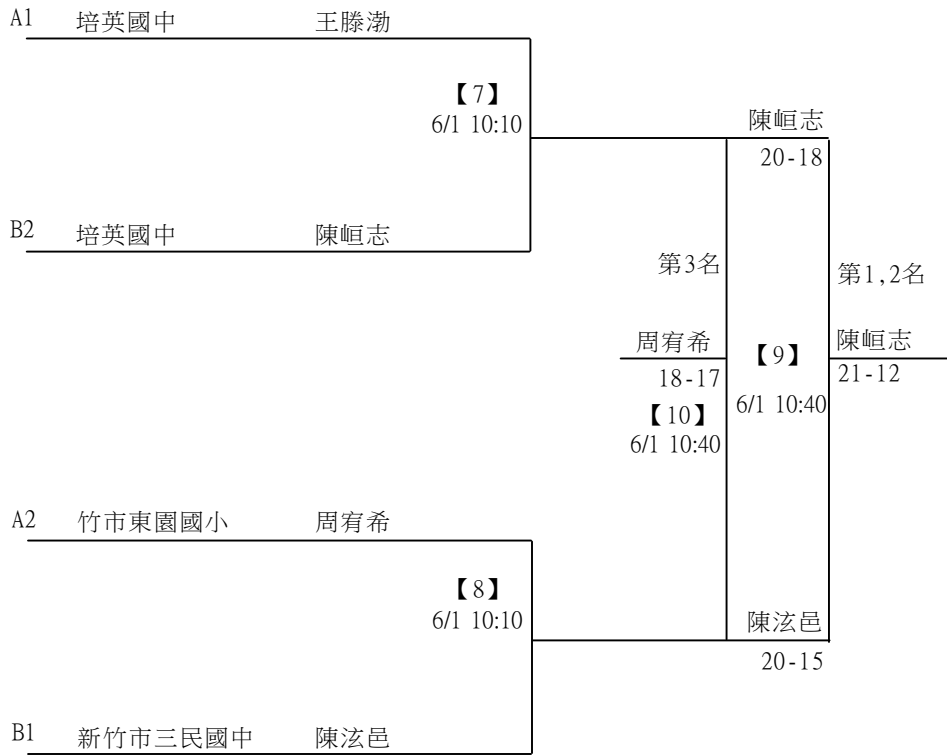 A1 培英國中 王滕渤
【7】
6/1 10:10
陳峘志
20-18
B2 培英國中 陳峘志
第3名
第1,2名
周宥希
18-17
【10】
6/1 10:40
【9】
6/1 10:40
陳峘志
21-12
A2 竹市東園國小 周宥希
【8】
6/1 10:10
陳泫邑
20-15
B1 新竹市三民國中 陳泫邑